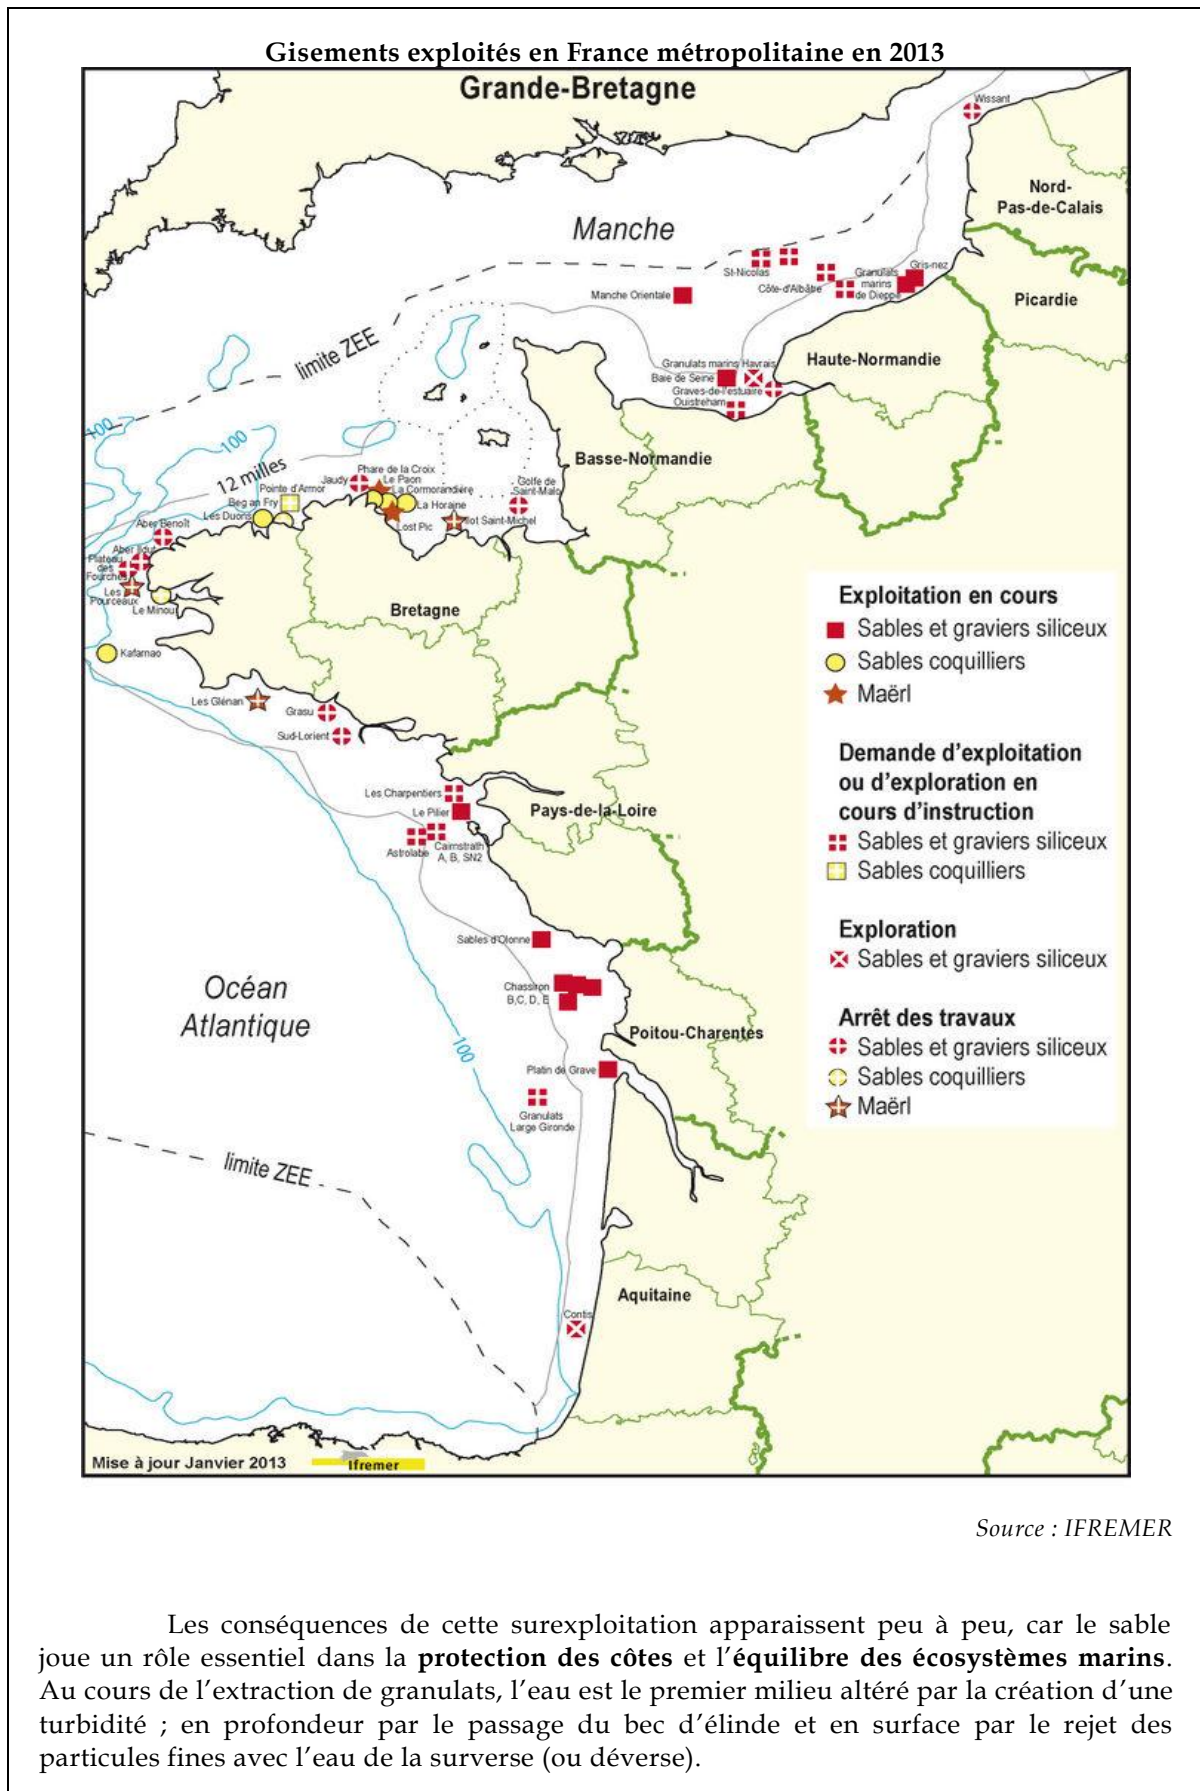 Gisements exploités en France métropolitaine en 2013
Grande-Bretagne
Wissant
Nord-
Pas-de-Calais
Manche
St-Nicolas
Côte-d'Albâtre
Granulats
marins
de Dieppe
Gris-nez
Picardie
Manche Orientale
limite ZEE
Granulats marins Havrais
Baie de Seine
Graves-de-l'estuaire
Ouistreham
Haute-Normandie
Basse-Normandie
100
100
12 milles
Phare de la Croix
Jaudy
Le Paon
La Cormorandière
La Horaine
Lost Pic
Ilot Saint-Michel
Golfe de
Saint-Malo
Pointe d'Armor
Beg an Fry
Les Duons
Aber Benoît
Aber Ildut
Plateau
des
Fourches
Les
Pourceaux
Le Minou
Bretagne
Kafarnao
Les Glénan
Grasu
Sud-Lorient
Les Charpentiers
Le Pilier
Astrolabe
Cairnstrath
A, B, SN2
Pays-de-la-Loire
Sables d'Olonne
Chassiron
B,C, D, E
Océan
Atlantique
100
Poitou-Charentes
Platin de Grave
Granulats
Large Gironde
limite ZEE
Aquitaine
Contis
Exploitation en cours
Sables et graviers siliceux
Sables coquilliers
Maërl
Demande d'exploitation
ou d'exploration en
cours d'instruction
Sables et graviers siliceux
Sables coquilliers
Exploration
Sables et graviers siliceux
Arrêt des travaux
Sables et graviers siliceux
Sables coquilliers
Maërl
Mise à jour Janvier 2013
Ifremer
Source : IFREMER
Les conséquences de cette surexploitation apparaissent peu à peu, car le sable
joue un rôle essentiel dans la protection des côtes et l'équilibre des écosystèmes marins.
Au cours de l'extraction de granulats, l'eau est le premier milieu altéré par la création d'une
turbidité ; en profondeur par le passage du bec d'élinde et en surface par le rejet des
particules fines avec l'eau de la surverse (ou déverse).